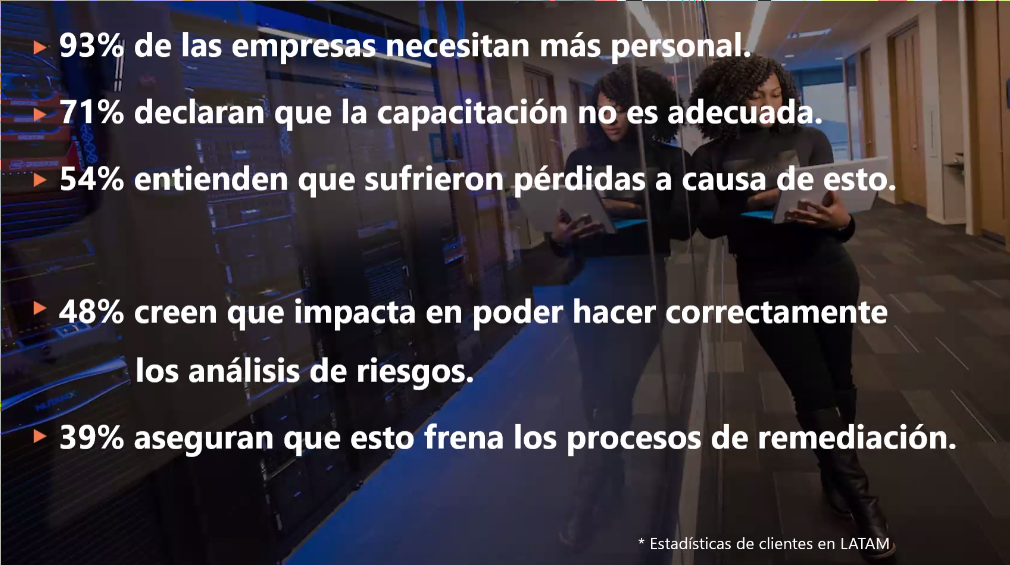 93% de las empresas necesitan más personal.
71% declaran que la capacitación no es adecuada.
54% entienden que sufrieron pérdidas a causa de esto.
48% creen que impacta en poder hacer correctamente
los análisis de riesgos.
39% aseguran que esto frena los procesos de remediación.
* Estadísticas de clientes en LATAM